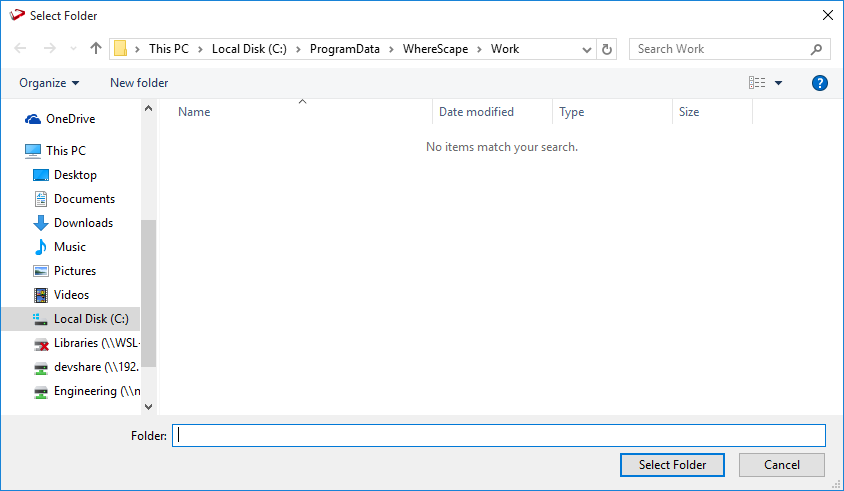 Select Folder
This PC > Local Disk (C:) > ProgramData > WhereScape > Work
Search Work
Organize
New folder
?
Name
Date modified
Type
Size
No items match your search.
OneDrive
This PC
Desktop
Documents
Downloads
Music
Pictures
Videos
Local Disk (C:)
Libraries (\\WSL-
devshare (\\192.
Engineering (\\n
Folder:
Select Folder
Cancel